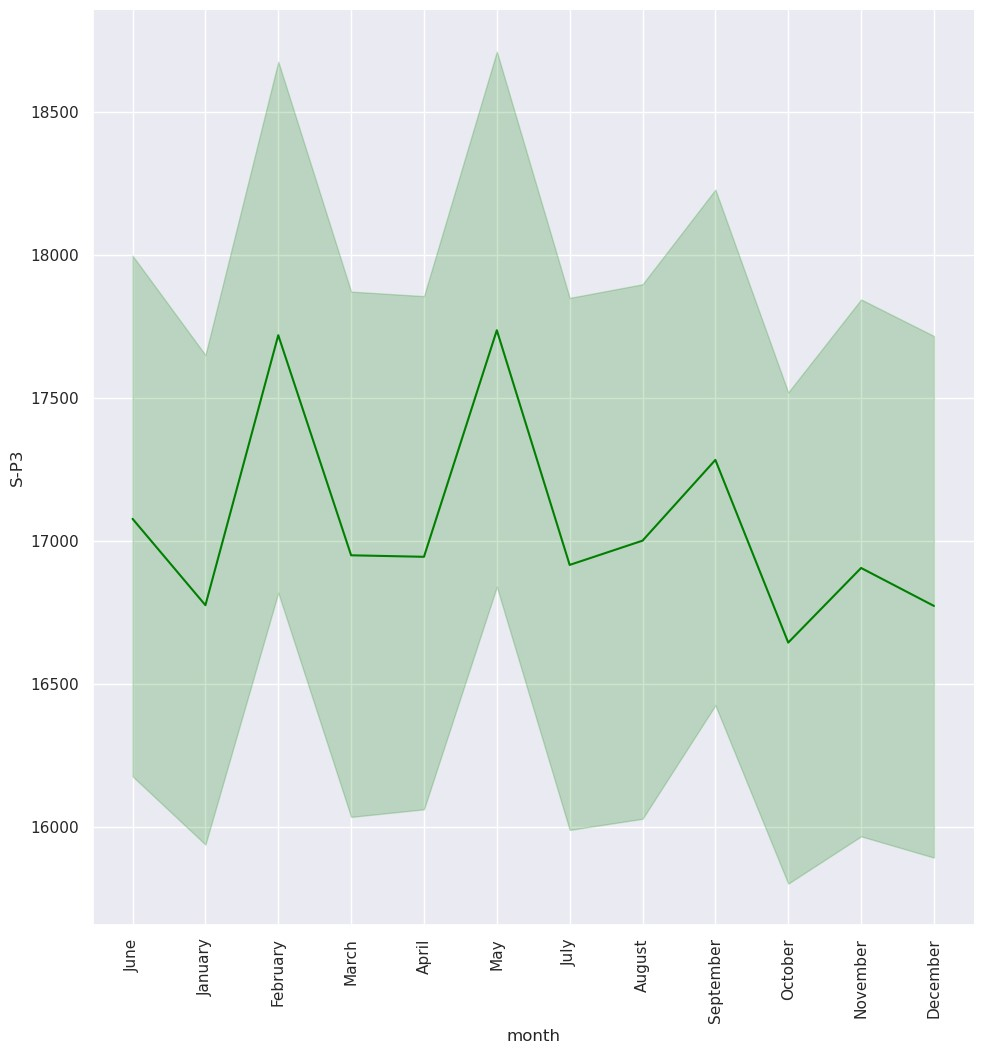 18500
18000
17500
17000
16500
16000
S-P3
June
January
February
March
April
May
July
August
September
October
November
December
month